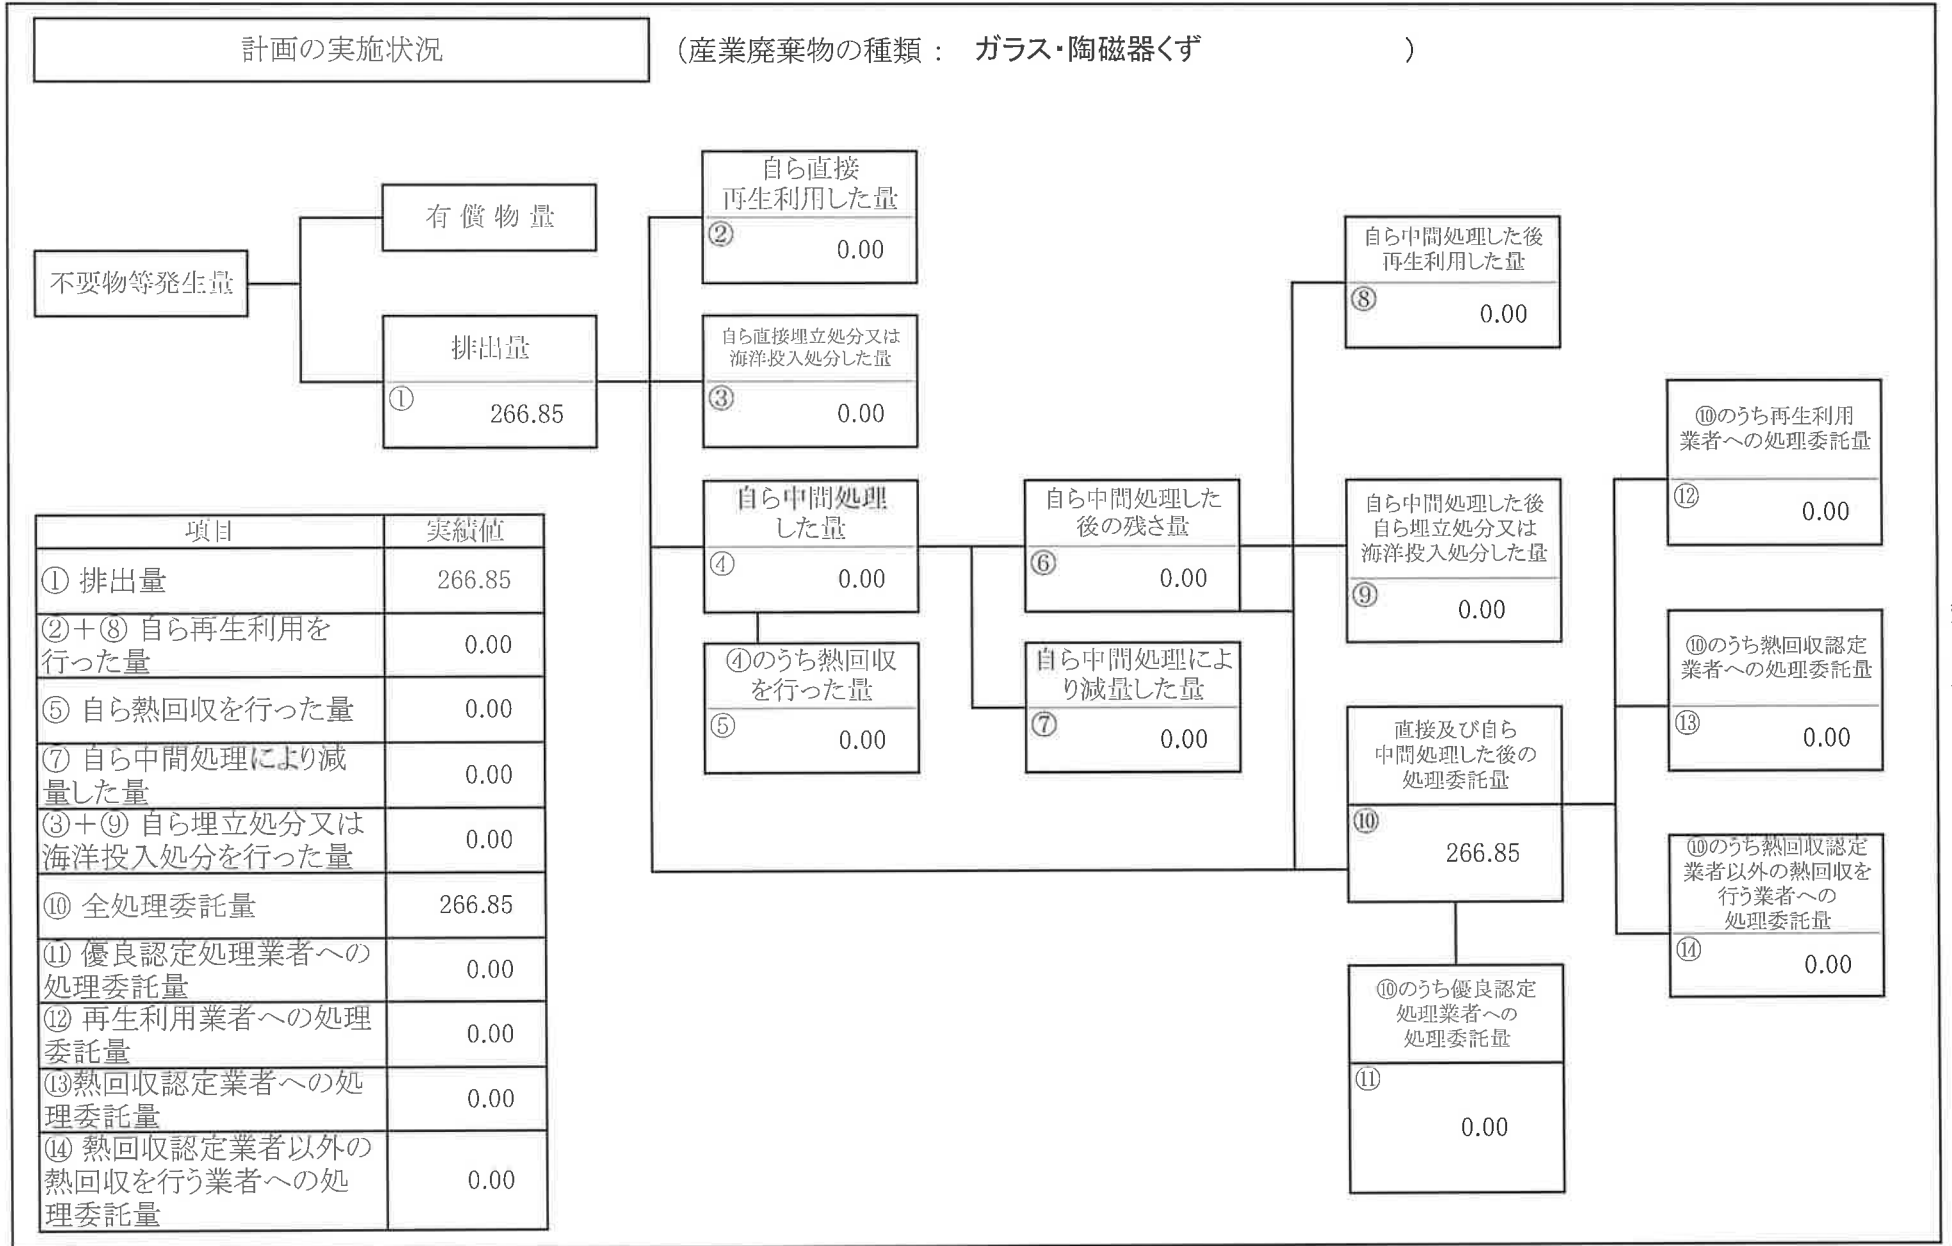 計画の実施状況
（産業廃棄物の種類： ガラス・陶磁器くず ）
不要物等発生量
有償物量
排出量
①
266.85
自ら直接
再生利用した量
②
0.00
自ら直接埋立処分又は
海洋投入処分した量
③
0.00
自ら中間処理
した量
④
0.00
④のうち熱回収
を行った量
⑤
0.00
自ら中間処理した
後の残さ量
⑥
0.00
自ら中間処理によ
り減量した量
⑦
0.00
自ら中間処理した後
再生利用した量
⑧
0.00
自ら中間処理した後
自ら埋立処分又は
海洋投入処分した量
⑨
0.00
直接及び自ら
中間処理した後の
処理委託量
⑩
266.85
⑩のうち優良認定
処理業者への
処理委託量
⑪
0.00
⑩のうち再生利用
業者への処理委託量
⑫
0.00
⑩のうち熱回収認定
業者への処理委託量
⑬
0.00
⑩のうち熱回収認定
業者以外の熱回収を
行う業者への
処理委託量
⑭
0.00
項目 実績値
① 排出量 266.85
②＋⑧ 自ら再生利用を
行った量 0.00
⑤ 自ら熱回収を行った量 0.00
⑦ 自ら中間処理により減
量した量 0.00
③＋⑨ 自ら埋立処分又は
海洋投入処分を行った量 0.00
⑩ 全処理委託量 266.85
⑪ 優良認定処理業者への
処理委託量 0.00
⑫ 再生利用業者への処理
委託量 0.00
⑬熱回収認定業者への処
理委託量 0.00
⑭ 熱回収認定業者以外の
熱回収を行う業者への処
理委託量 0.00